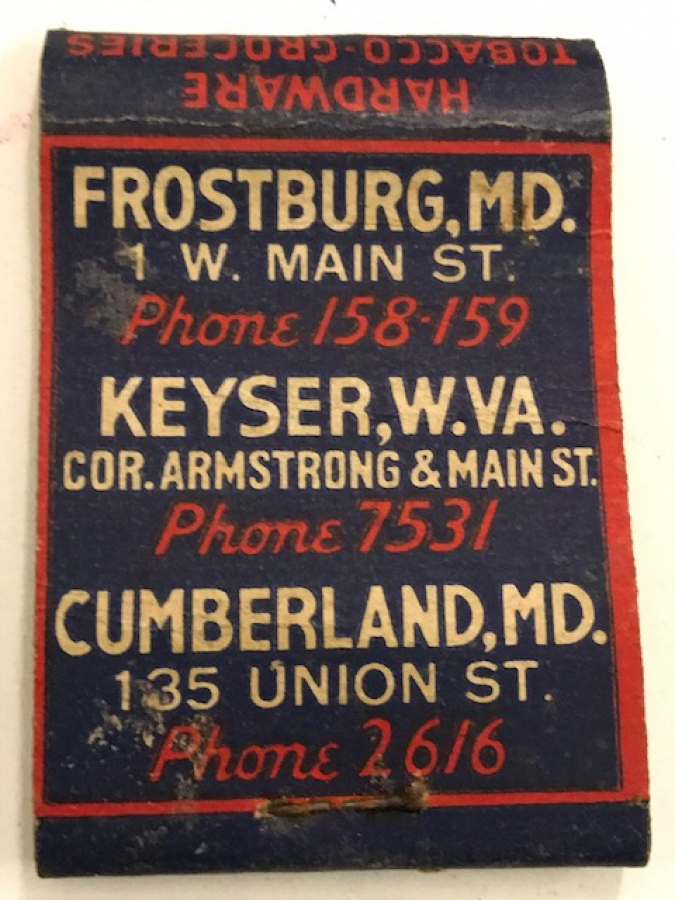 TOBACCO-GROCERIES
HARDWARE
FROSTBURG, MD.
1 W. MAIN ST.
Phone 158-159
KEYSER, W.VA.
COR. ARMSTRONG & MAIN ST.
Phone 7531
CUMBERLAND, MD.
135 UNION ST.
Phone 2616